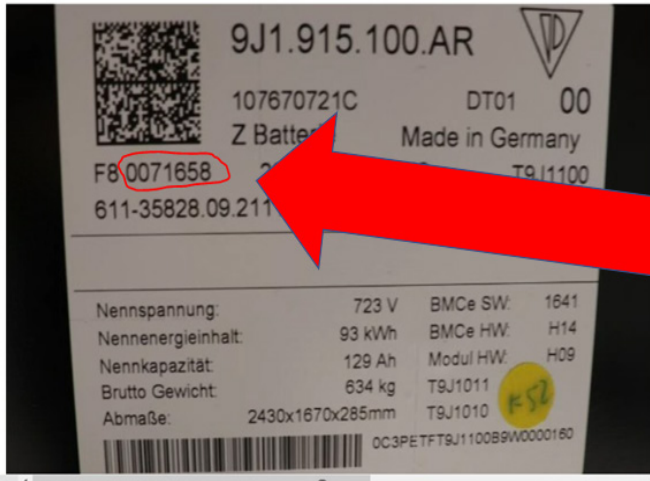 9J1.915.100.AR
107670721C DT01 00
Z Batte Made in Germany
F8 0071658 T9J1100
611-35828.09.211
Nennspannung: 723 V BMCe SW: 1641
Nennenergieinhalt: 93 kWh BMCe HW: H14
Nennkapazität: 129 Ah Modul HW: H09
Brutto Gewicht: 634 kg T9J1011
Abmaße: 2430x1670x285mm T9J1010 K52
0C3PETFT9J1100B9W0000160